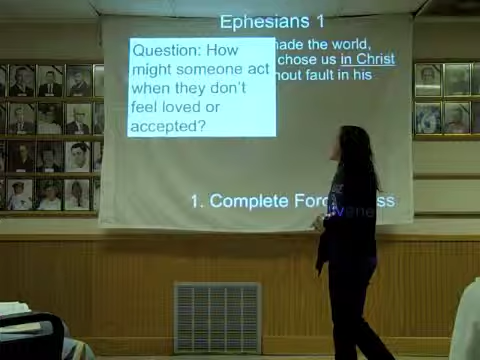 Ephesians 1
Question: How
might someone act
when they don't
feel loved or
accepted?
made the world,
chose us in Christ
hout fault in his
1. Complete Forgiveness